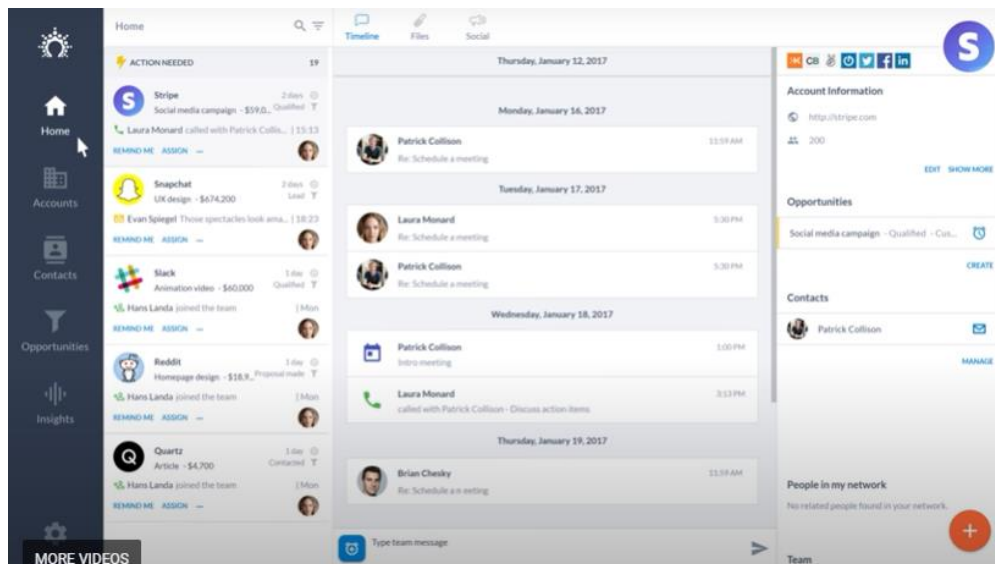 Home
Accounts
Contacts
Opportunities
Insights
MORE VIDEOS
Home
ACTION NEEDED 19
Stripe 2 days
Social media campaign - $59,0... Qualified
Laura Monard called with Patrick Collis... | 15:13
REMIND ME ASSIGN ...
Snapchat 2 days
UX design - $674,200 Lead
Evan Spiegel Those spectacles look ama... | 18:23
REMIND ME ASSIGN ...
Slack 1 day
Animation video - $60,000 Qualified
Hans Landa joined the team | Mon
REMIND ME ASSIGN ...
Reddit 1 day
Homepage design - $18,9... Proposal made
Hans Landa joined the team | Mon
REMIND ME ASSIGN ...
Q
Quartz 1 day
Article - $4,700 Contacted
Hans Landa joined the team | Mon
REMIND ME ASSIGN ...
Timeline Files Social
Thursday, January 12, 2017
Monday, January 16, 2017
Patrick Collison 11:59 AM
Re: Schedule a meeting
Tuesday, January 17, 2017
Laura Monard 5:30 PM
Re: Schedule a meeting
Patrick Collison 5:30 PM
Re: Schedule a meeting
Wednesday, January 18, 2017
Patrick Collison 1:00 PM
Intro meeting
Laura Monard 3:13 PM
called with Patrick Collison - Discuss action items
Thursday, January 19, 2017
Brian Chesky 11:59 AM
Re: Schedule a meeting
Type team message
S
CB
in
Account Information
http://stripe.com
200
EDIT SHOW MORE
Opportunities
Social media campaign - Qualified - Cus...
CREATE
Contacts
Patrick Collison
MANAGE
People in my network
No related people found in your network.
Team